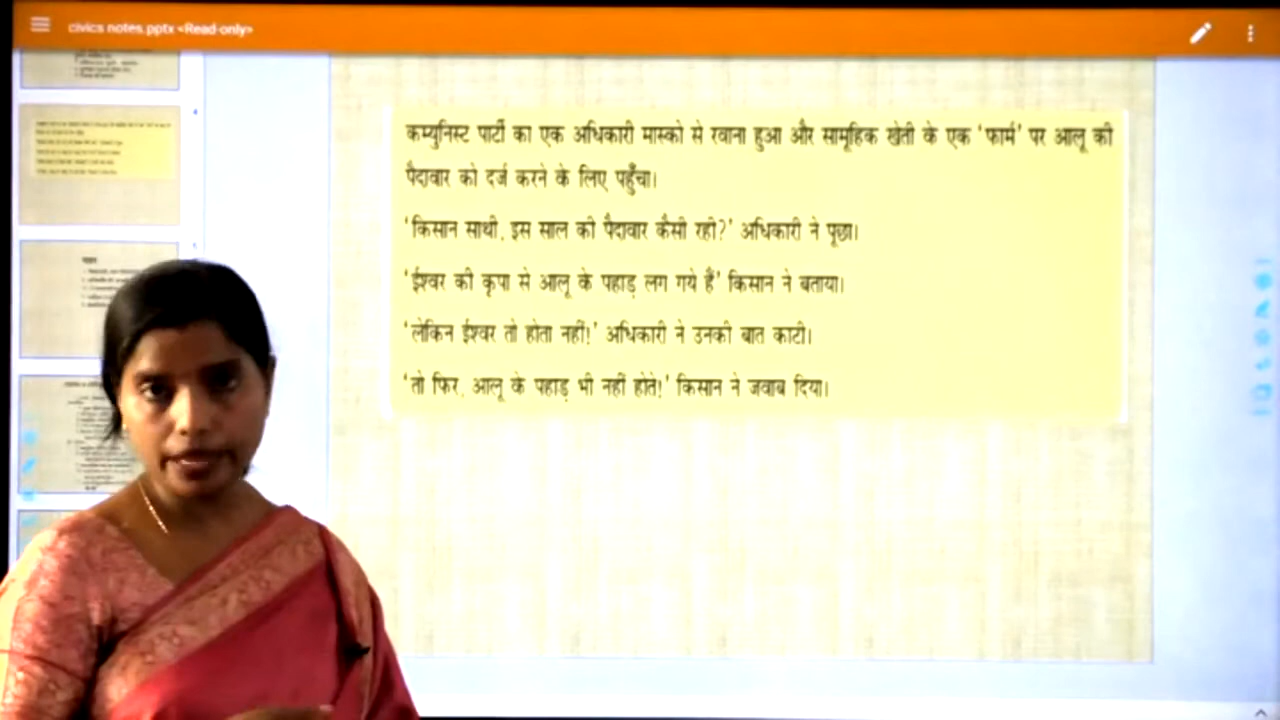 civics notes.pptx <Read-only>
कम्युनिस्ट पार्टी का एक अधिकारी मास्को से रवाना हुआ और सामूहिक खेती के एक 'फार्म' पर आलू की
पैदावार को दर्ज करने के लिए पहुँचा।
'किसान साथी, इस साल की पैदावार कैसी रही?' अधिकारी ने पूछा।
'ईश्वर की कृपा से आलू के पहाड़ लग गये हैं' किसान ने बताया।
'लेकिन ईश्वर तो होता नहीं!' अधिकारी ने उनकी बात काटी।
'तो फिर, आलू के पहाड़ भी नहीं होते!' किसान ने जवाब दिया।